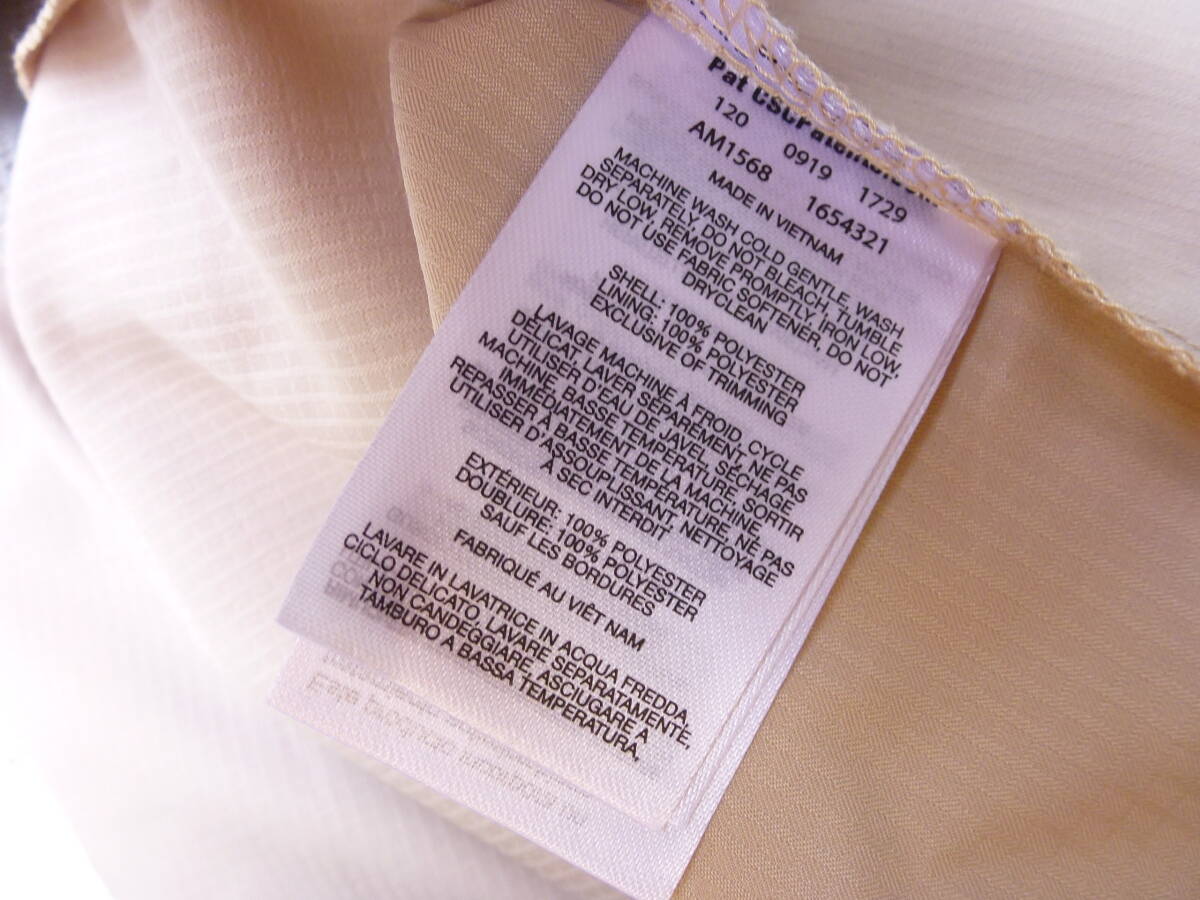 120 0919 1729
AM1568 1654321
MADE IN VIETNAM
MACHINE WASH COLD GENTLE, WASH
SEPARATELY, DO NOT BLEACH, TUMBLE
DRY LOW, REMOVE PROMPTLY, IRON LOW,
DO NOT USE FABRIC SOFTENER, DO NOT
DRYCLEAN
SHELL: 100% POLYESTER
LINING: 100% POLYESTER
EXCLUSIVE OF TRIMMING
LAVAGE MACHINE À FROID, CYCLE
DÉLICAT, LAVER SÉPARÉMENT, NE PAS
UTILISER D'EAU DE JAVEL, SÉCHAGE
MACHINE, BASSE TEMPÉRATURE, SORTIR
IMMÉDIATEMENT DE LA MACHINE,
REPASSER À BASSE TEMPÉRATURE, NE PAS
UTILISER D'ASSOUPLISSANT, NETTOYAGE
À SEC INTERDIT
EXTÉRIEUR: 100% POLYESTER
DOUBLURE: 100% POLYESTER
SAUF LES BORDURES
FABRIQUÉ AU VIÊT NAM
LAVARE IN LAVATRICE IN ACQUA FREDDA,
CICLO DELICATO, LAVARE SEPARATAMENTE,
NON CANDEGGIARE, ASCIUGARE A
TAMBURO A BASSA TEMPERATURA,